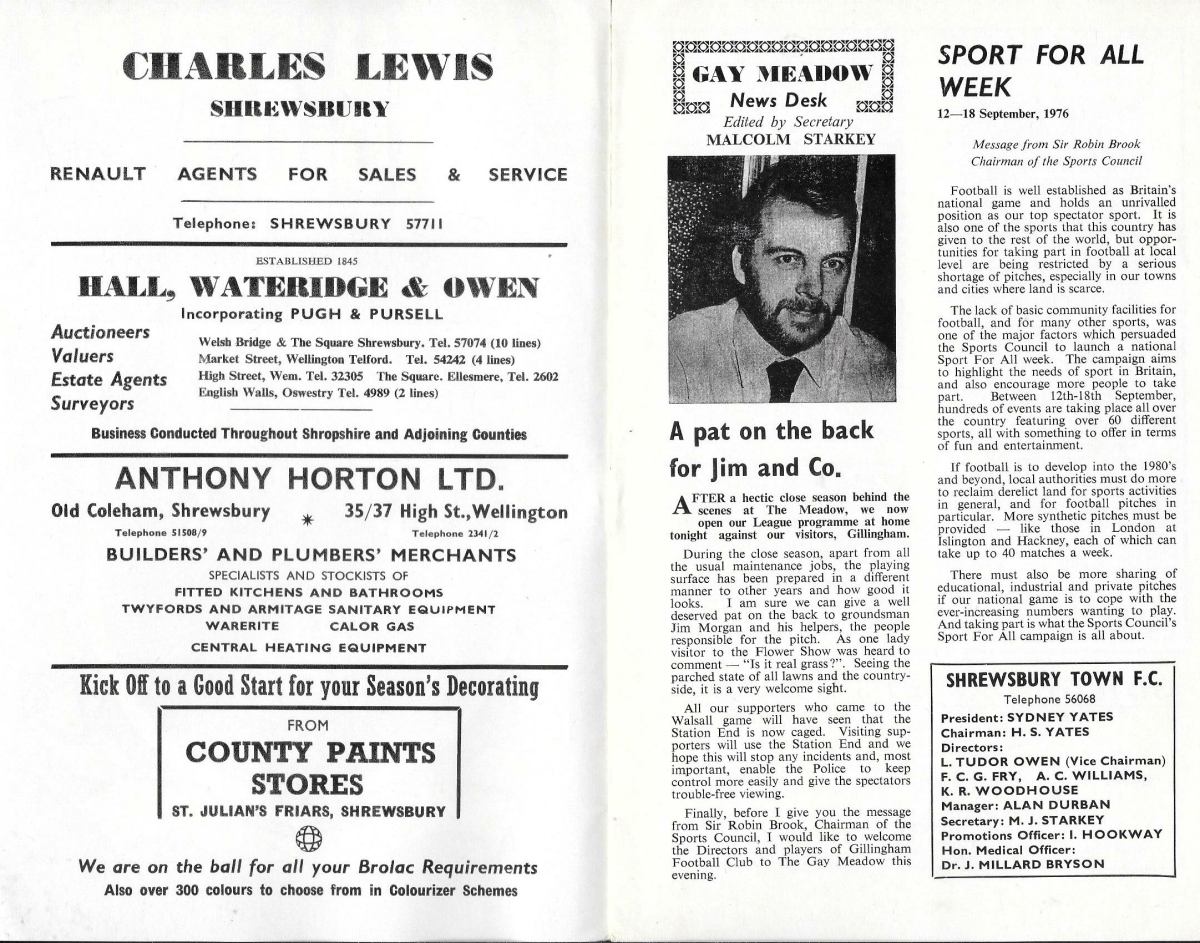 CHARLES LEWIS
SHREWSBURY
RENAULT AGENTS FOR SALES & SERVICE
Telephone: SHREWSBURY 57711
ESTABLISHED 1845
HALL, WATERIDGE & OWEN
Incorporating PUGH & PURSELL
Auctioneers
Valuers
Estate Agents
Surveyors
Welsh Bridge & The Square Shrewsbury. Tel. 57074 (10 lines)
Market Street, Wellington Telford. Tel. 54242 (4 lines)
High Street, Wem. Tel. 32305 The Square. Ellesmere, Tel. 2602
English Walls, Oswestry Tel. 4989 (2 lines)
Business Conducted Throughout Shropshire and Adjoining Counties
ANTHONY HORTON LTD.
Old Coleham, Shrewsbury * 35/37 High St., Wellington
Telephone 51508/9 Telephone 2341/2
BUILDERS' AND PLUMBERS' MERCHANTS
SPECIALISTS AND STOCKISTS OF
FITTED KITCHENS AND BATHROOMS
TWYFORDS AND ARMITAGE SANITARY EQUIPMENT
WARERITE CALOR GAS
CENTRAL HEATING EQUIPMENT
Kick Off to a Good Start for your Season's Decorating
FROM
COUNTY PAINTS
STORES
ST. JULIAN'S FRIARS, SHREWSBURY
We are on the ball for all your Brolac Requirements
Also over 300 colours to choose from in Colourizer Schemes
GAY MEADOW
News Desk
Edited by Secretary
MALCOLM STARKEY
A pat on the back
for Jim and Co.
AFTER a hectic close season behind the
scenes at The Meadow, we now
open our League programme at home
tonight against our visitors, Gillingham.
During the close season, apart from all
the usual maintenance jobs, the playing
surface has been prepared in a different
manner to other years and how good it
looks. I am sure we can give a well
deserved pat on the back to groundsman
Jim Morgan and his helpers, the people
responsible for the pitch. As one lady
visitor to the Flower Show was heard to
comment — "Is it real grass?". Seeing the
parched state of all lawns and the country-
side, it is a very welcome sight.
All our supporters who came to the
Walsall game will have seen that the
Station End is now caged. Visiting sup-
porters will use the Station End and we
hope this will stop any incidents and, most
important, enable the Police to keep
control more easily and give the spectators
trouble-free viewing.
Finally, before I give you the message
from Sir Robin Brook, Chairman of the
Sports Council, I would like to welcome
the Directors and players of Gillingham
Football Club to The Gay Meadow this
evening.
SPORT FOR ALL
WEEK
12—18 September, 1976
Message from Sir Robin Brook
Chairman of the Sports Council
Football is well established as Britain's
national game and holds an unrivalled
position as our top spectator sport. It is
also one of the sports that this country has
given to the rest of the world, but oppor-
tunities for taking part in football at local
level are being restricted by a serious
shortage of pitches, especially in our towns
and cities where land is scarce.
The lack of basic community facilities for
football, and for many other sports, was
one of the major factors which persuaded
the Sports Council to launch a national
Sport For All week. The campaign aims
to highlight the needs of sport in Britain,
and also encourage more people to take
part. Between 12th-18th September,
hundreds of events are taking place all over
the country featuring over 60 different
sports, all with something to offer in terms
of fun and entertainment.
If football is to develop into the 1980's
and beyond, local authorities must do more
to reclaim derelict land for sports activities
in general, and for football pitches in
particular. More synthetic pitches must be
provided — like those in London at
Islington and Hackney, each of which can
take up to 40 matches a week.
There must also be more sharing of
educational, industrial and private pitches
if our national game is to cope with the
ever-increasing numbers wanting to play.
And taking part is what the Sports Council's
Sport For All campaign is all about.
SHREWSBURY TOWN F.C.
Telephone 56068
President: SYDNEY YATES
Chairman: H. S. YATES
Directors:
L. TUDOR OWEN (Vice Chairman)
F. C. G. FRY, A. C. WILLIAMS,
K. R. WOODHOUSE
Manager: ALAN DURBAN
Secretary: M. J. STARKEY
Promotions Officer: I. HOOKWAY
Hon. Medical Officer:
Dr. J. MILLARD BRYSON